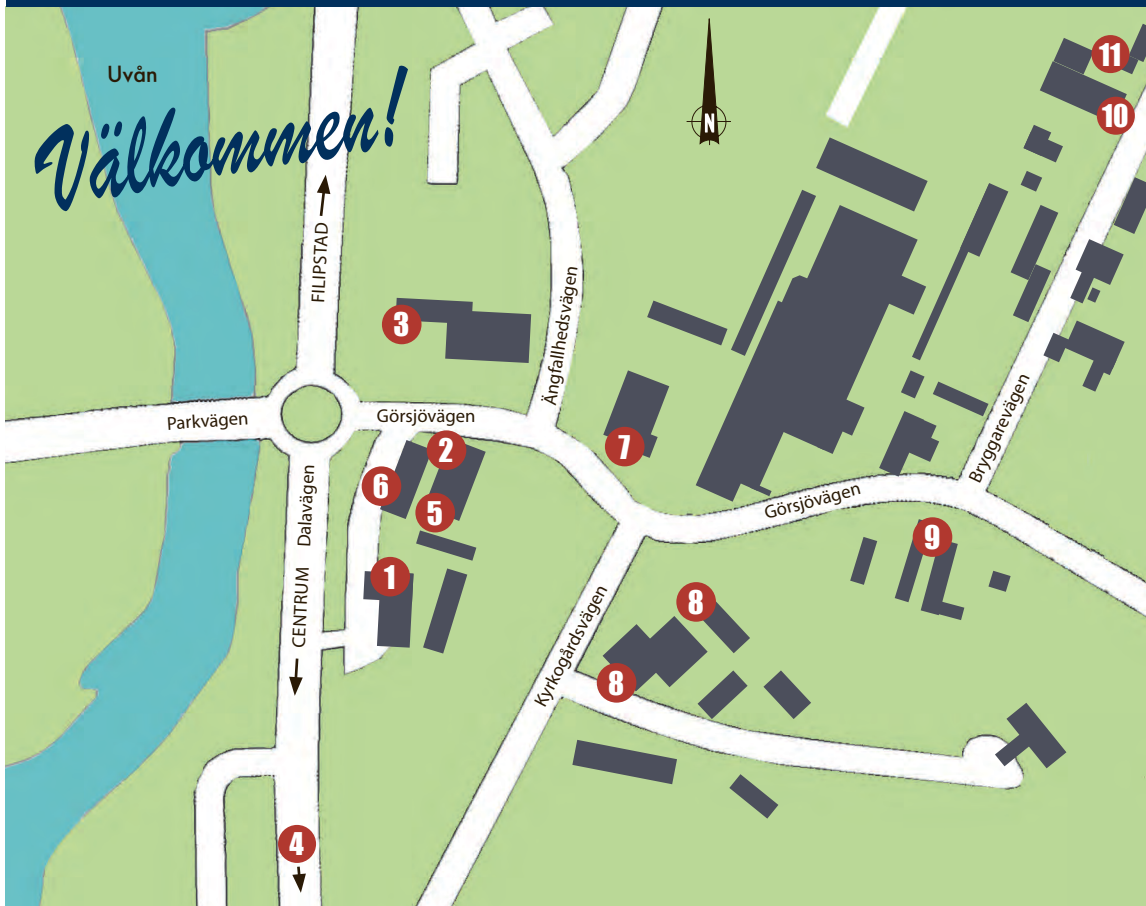 Uvån
Välkommen!
N
11
10
FILIPSTAD
3
Ängfallhedsvägen
Parkvägen
Görsjövägen
2
7
6
5
Bryggarevägen
Görsjövägen
Dalavägen
9
1
CENTRUM
8
Kyrkogårdsvägen
8
4